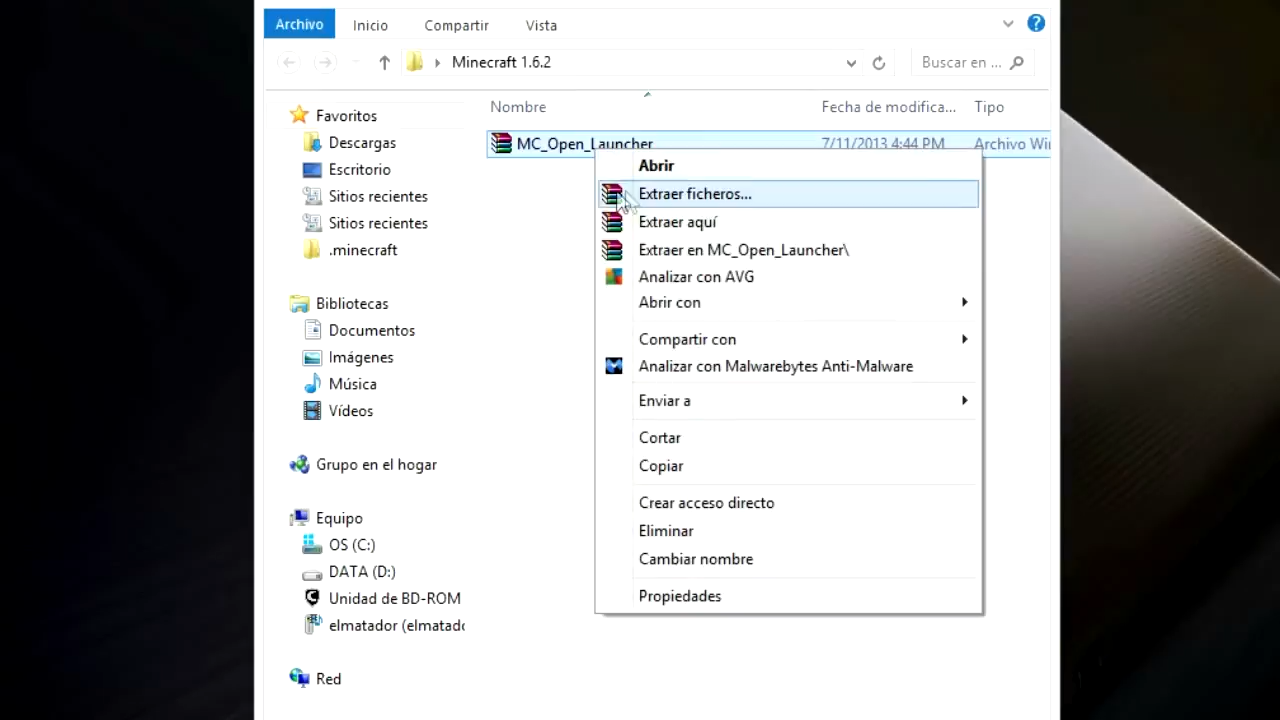 Archivo Inicio Compartir Vista
Minecraft 1.6.2 Buscar en ...
Nombre Fecha de modifica... Tipo
MC_Open_Launcher 7/11/2013 4:44 PM Archivo Wi
Favoritos
Descargas
Escritorio
Sitios recientes
Sitios recientes
.minecraft
Bibliotecas
Documentos
Imágenes
Música
Vídeos
Grupo en el hogar
Equipo
OS (C:)
DATA (D:)
Unidad de BD-ROM
elmatador (elmatado
Red
Abrir
Extraer ficheros...
Extraer aquí
Extraer en MC_Open_Launcher\
Analizar con AVG
Abrir con
Compartir con
Analizar con Malwarebytes Anti-Malware
Enviar a
Cortar
Copiar
Crear acceso directo
Eliminar
Cambiar nombre
Propiedades